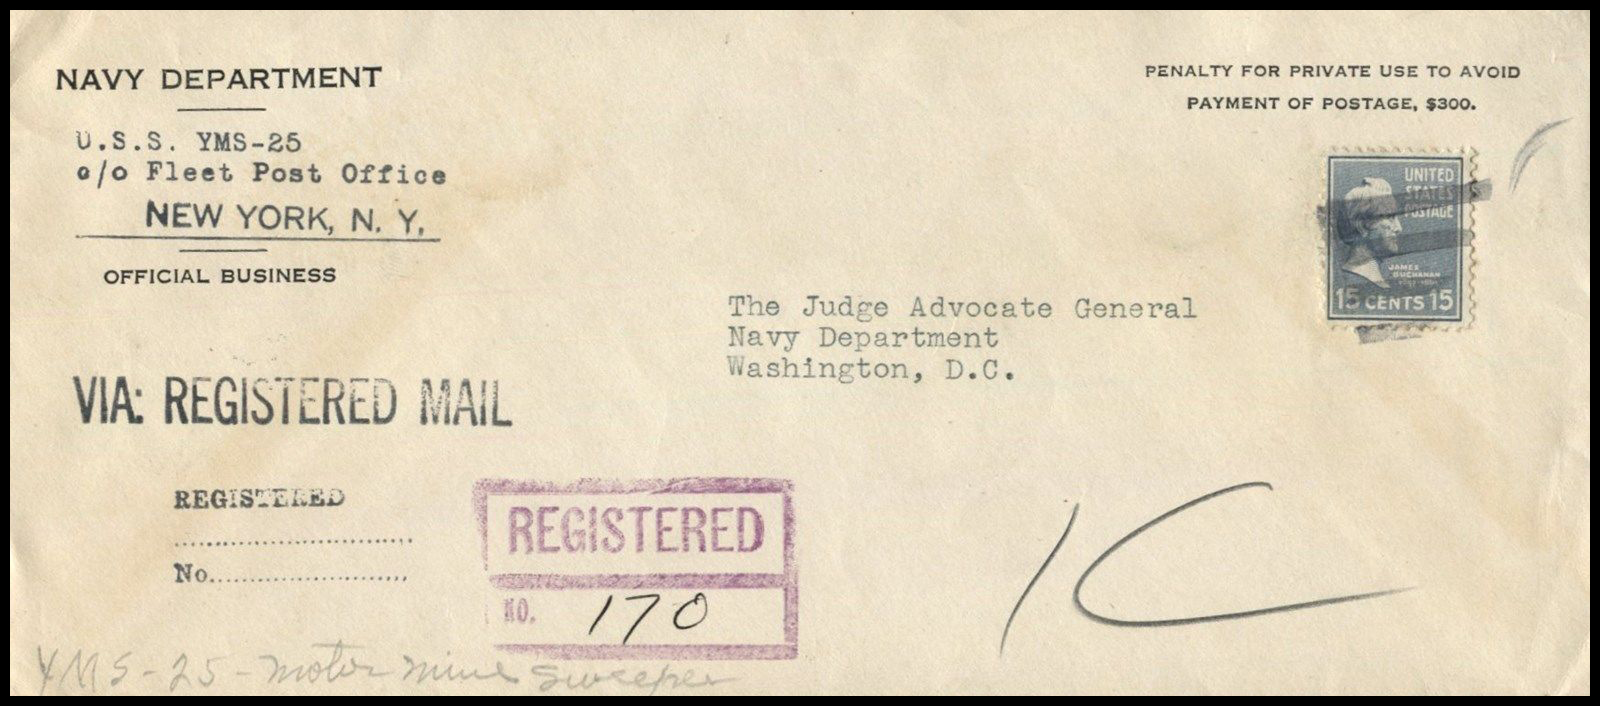 NAVY DEPARTMENT
U.S.S. YMS-25
c/o Fleet Post Office
NEW YORK, N. Y.
OFFICIAL BUSINESS
PENALTY FOR PRIVATE USE TO AVOID
PAYMENT OF POSTAGE, $300.
UNITED
STATES
POSTAGE
JAMES
BUCHANAN
15 CENTS 15
The Judge Advocate General
Navy Department
Washington, D.C.
VIA: REGISTERED MAIL
REGISTERED
No.
REGISTERED
NO. 170
YMS-25-Motor Mine Sweeper